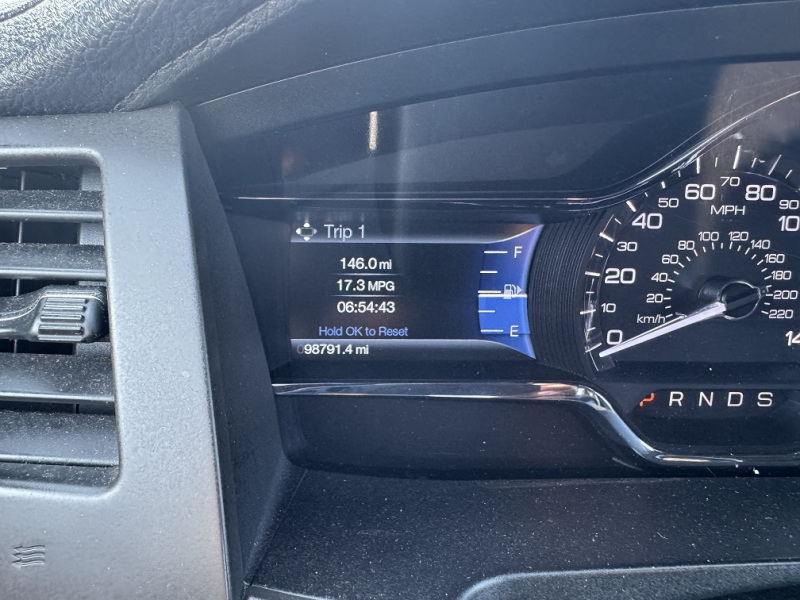 Trip 1
146.0 mi
17.3 MPG
06:54:43
Hold OK to Reset
098791.4 mi
F
E
0 10 20 30 40 50 60 70 80 90
MPH
20 40 60 80 100 120 140 160 180 200 220
km/h
R N D S